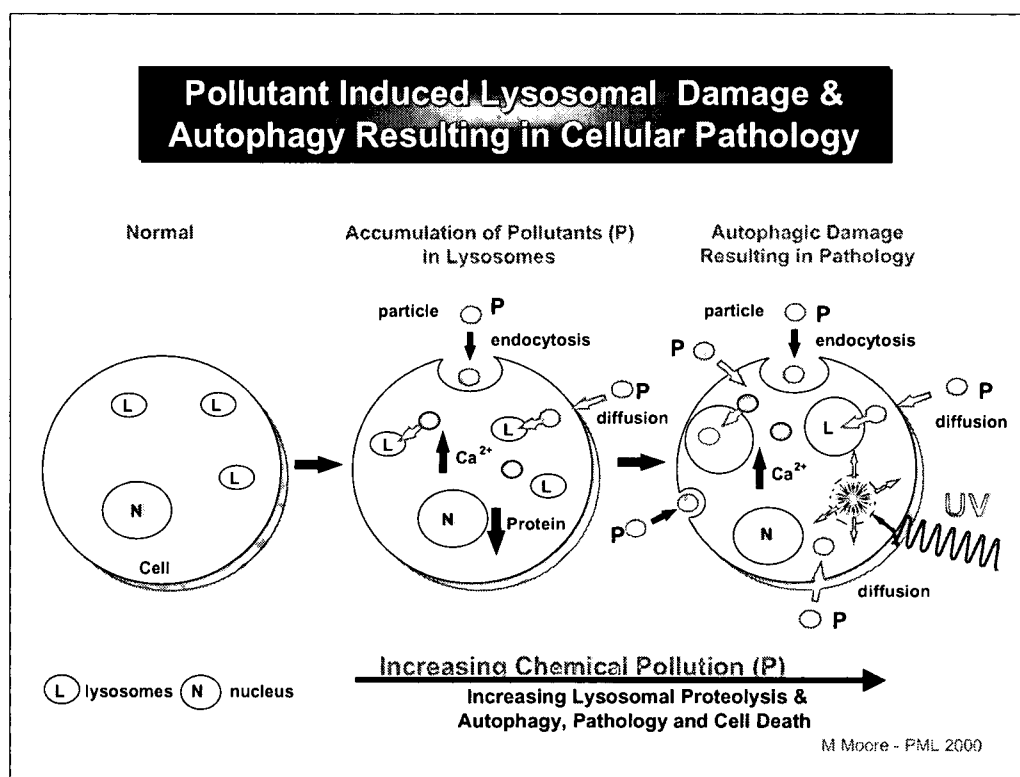 Pollutant Induced Lysosomal Damage &
Autophagy Resulting in Cellular Pathology
Normal
Accumulation of Pollutants (P)
in Lysosomes
Autophagic Damage
Resulting in Pathology
particle
P
endocytosis
P
diffusion
L
L
L
N
Cell
L
L
L
Ca2+
N
Protein
particle
P
endocytosis
P
P
diffusion
L
Ca2+
N
UV
P
diffusion
P
L lysosomes N nucleus
Increasing Chemical Pollution (P)
Increasing Lysosomal Proteolysis &
Autophagy, Pathology and Cell Death
M Moore - PML 2000